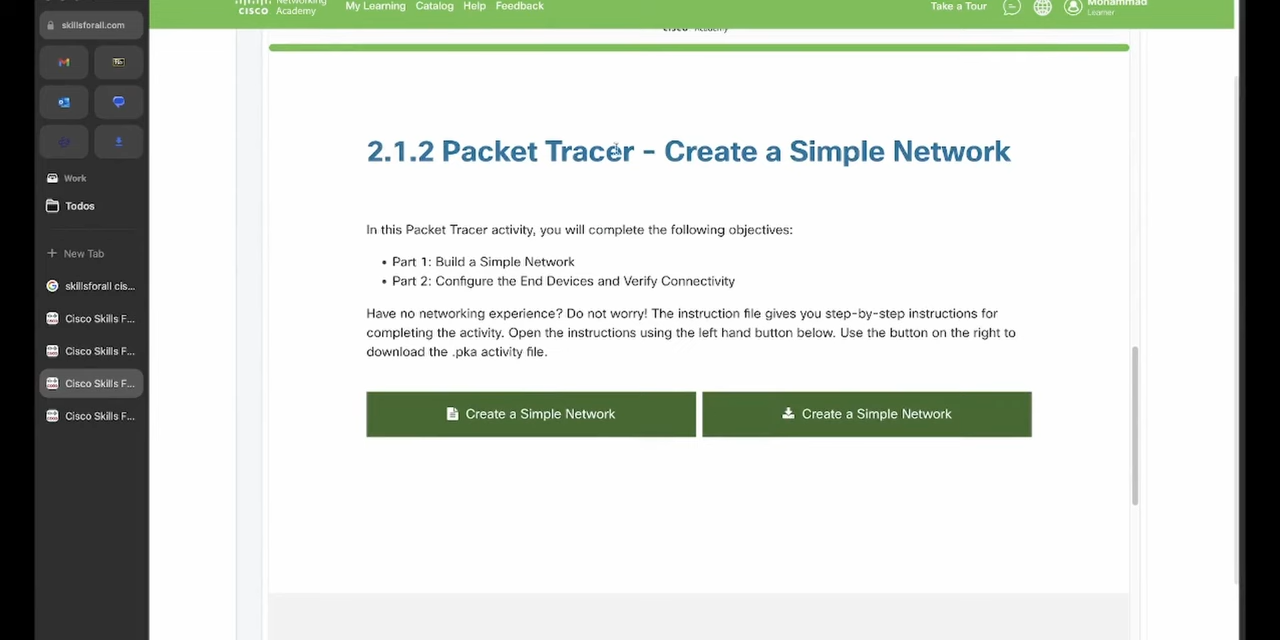 Networking
CISCO Academy
My Learning Catalog Help Feedback
Take a Tour
Mohammad
Learner
skillsforall.com
Work
Todos
+ New Tab
skillsforall cis...
Cisco Skills F...
Cisco Skills F...
Cisco Skills F...
Cisco Skills F...
2.1.2 Packet Tracer - Create a Simple Network
In this Packet Tracer activity, you will complete the following objectives:
• Part 1: Build a Simple Network
• Part 2: Configure the End Devices and Verify Connectivity
Have no networking experience? Do not worry! The instruction file gives you step-by-step instructions for
completing the activity. Open the instructions using the left hand button below. Use the button on the right to
download the .pka activity file.
Create a Simple Network
Create a Simple Network